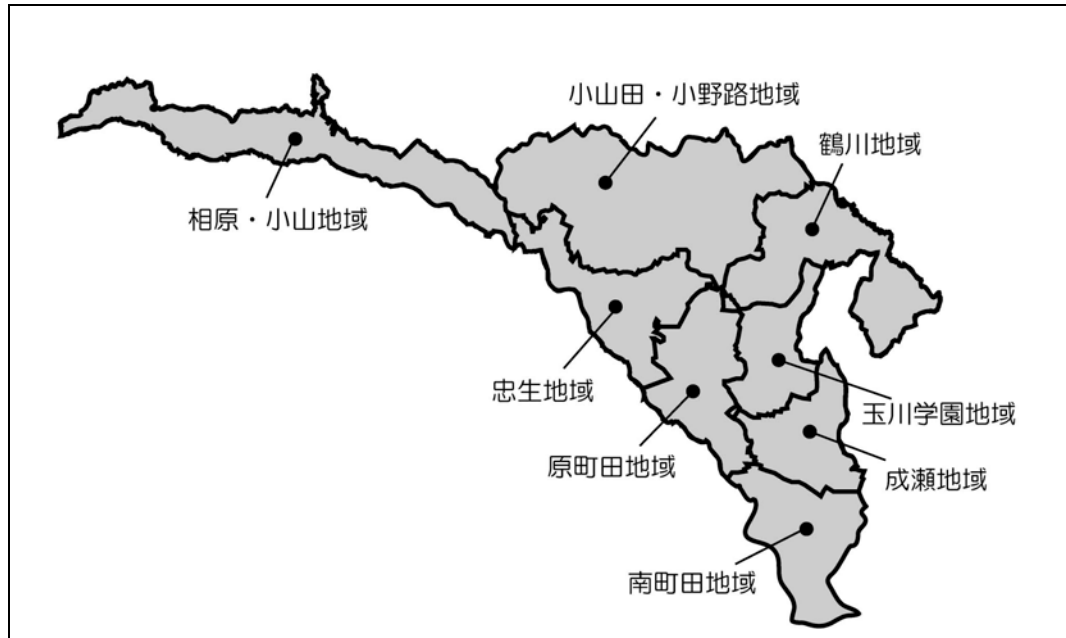 小山田・小野路地域
鶴川地域
相原・小山地域
忠生地域
玉川学園地域
原町田地域
成瀬地域
南町田地域